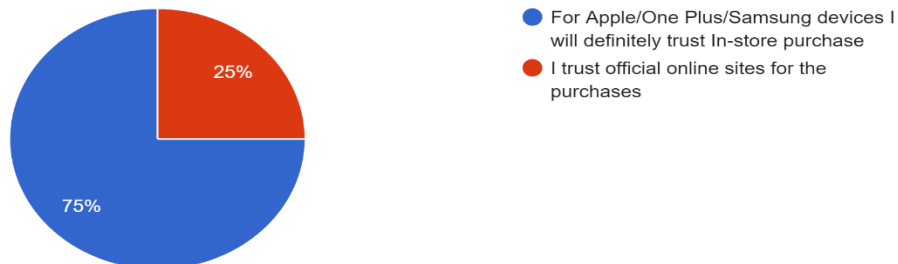 For Apple/One Plus/Samsung devices I
will definitely trust In-store purchase
I trust official online sites for the
purchases
25%
75%